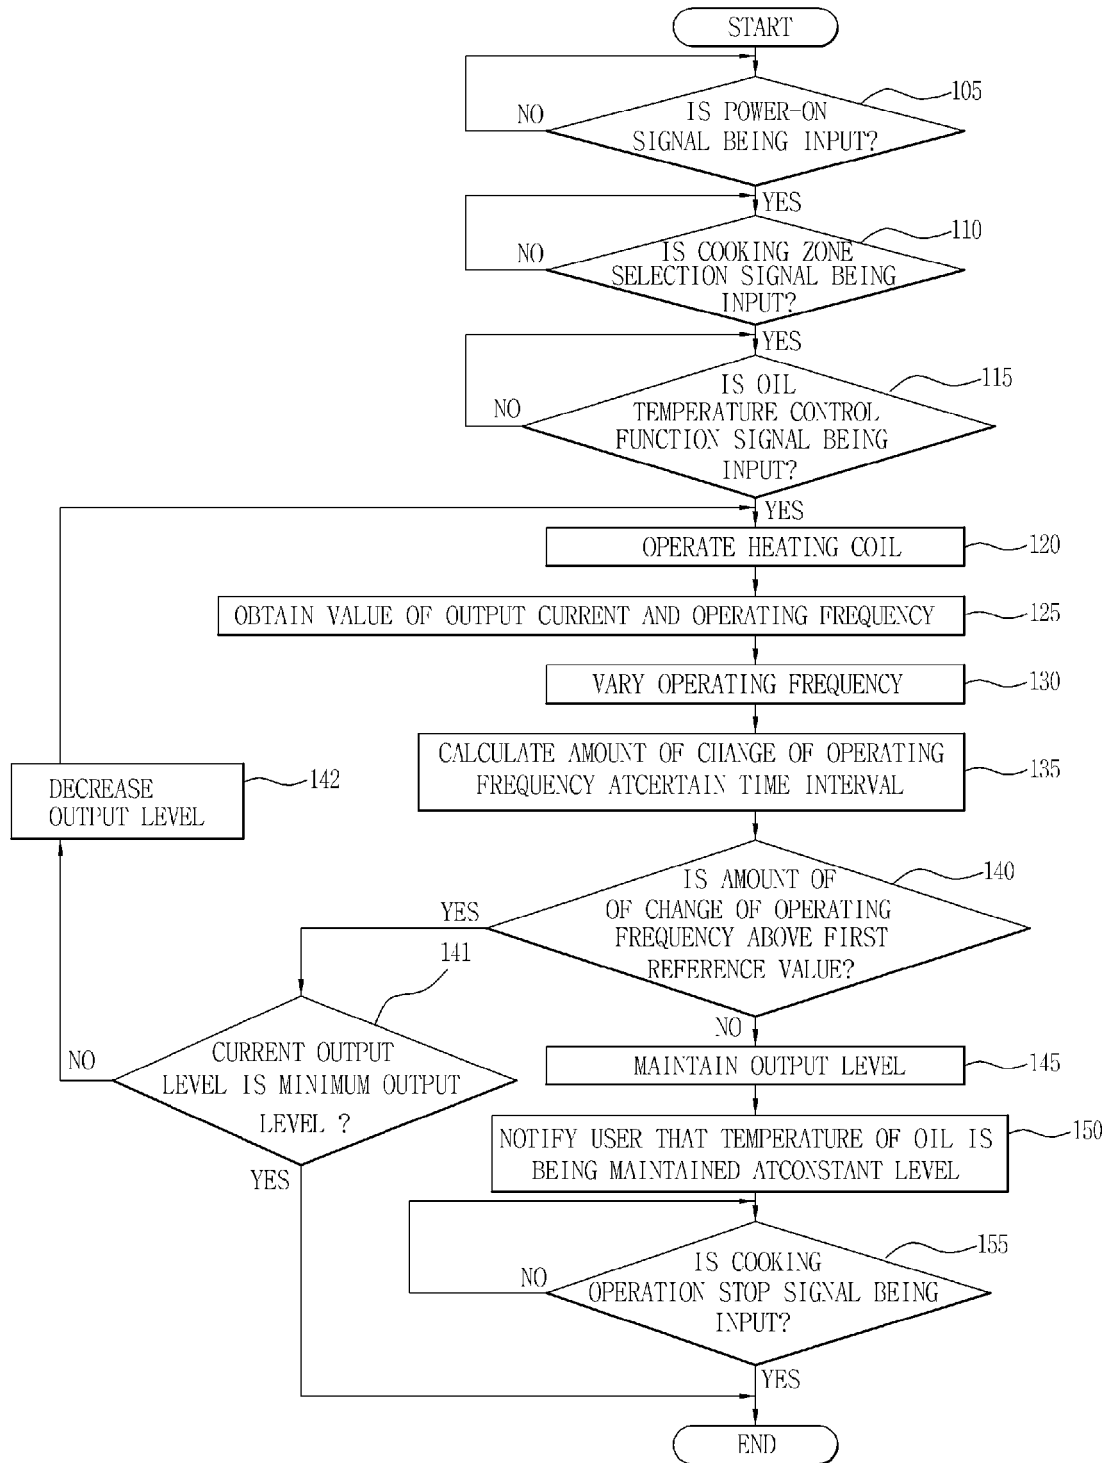 START
IS POWER-ON
SIGNAL BEING INPUT?
105
NO
YES
IS COOKING ZONE
SELECTION SIGNAL BEING
INPUT?
110
NO
YES
IS OIL
TEMPERATURE CONTROL
FUNCTION SIGNAL BEING
INPUT?
115
NO
YES
OPERATE HEATING COIL
120
OBTAIN VALUE OF OUTPUT CURRENT AND OPERATING FREQUENCY
125
VARY OPERATING FREQUENCY
130
CALCULATE AMOUNT OF CHANGE OF OPERATING
FREQUENCY ATCERTAIN TIME INTERVAL
135
DECREASE
OUTPUT LEVEL
142
IS AMOUNT OF
OF CHANGE OF OPERATING
FREQUENCY ABOVE FIRST
REFERENCE VALUE?
140
YES
NO
141
CURRENT OUTPUT
LEVEL IS MINIMUM OUTPUT
LEVEL ?
NO
YES
MAINTAIN OUTPUT LEVEL
145
NOTIFY USER THAT TEMPERATURE OF OIL IS
BEING MAINTAINED ATCONSTANT LEVEL
150
IS COOKING
OPERATION STOP SIGNAL BEING
INPUT?
155
NO
YES
END